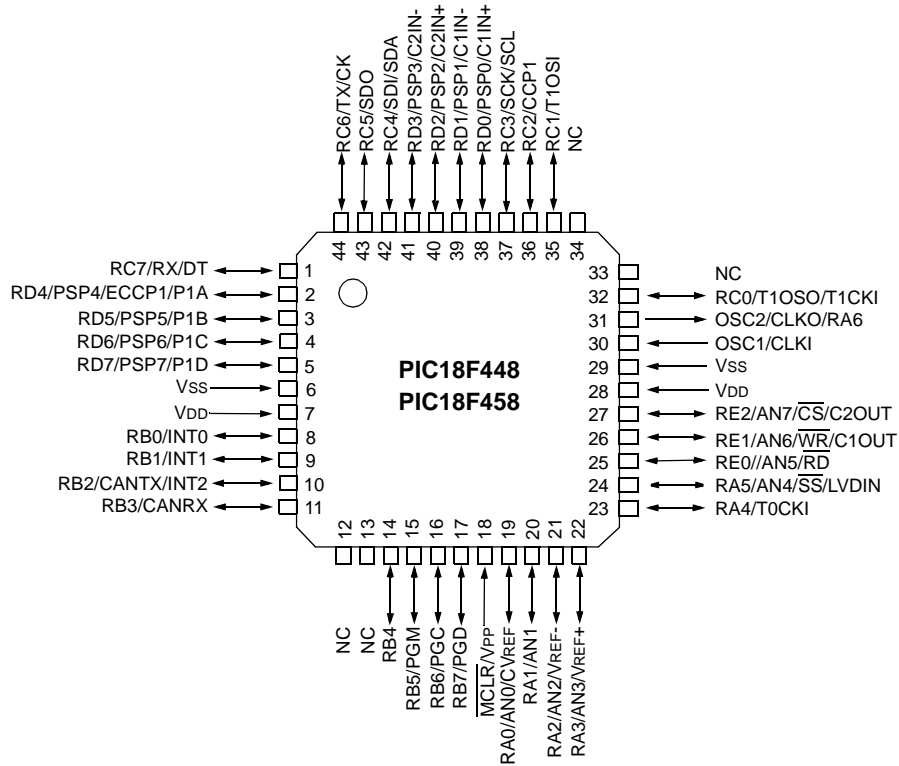 RC6/TX/CK
RC5/SDO
RC4/SDI/SDA
RD3/PSP3/C2IN-
RD2/PSP2/C2IN+
RD1/PSP1/C1IN-
RD0/PSP0/C1IN+
RC3/SCK/SCL
RC2/CCP1
RC1/T1OSI
NC
44
43
42
41
40
39
38
37
36
35
34
RC7/RX/DT 1
RD4/PSP4/ECCP1/P1A 2
RD5/PSP5/P1B 3
RD6/PSP6/P1C 4
RD7/PSP7/P1D 5
VSS 6
VDD 7
RB0/INT0 8
RB1/INT1 9
RB2/CANTX/INT2 10
RB3/CANRX 11
PIC18F448
PIC18F458
33 NC
32 RC0/T1OSO/T1CKI
31 OSC2/CLKO/RA6
30 OSC1/CLKI
29 VSS
28 VDD
27 RE2/AN7/CS/C2OUT
26 RE1/AN6/WR/C1OUT
25 RE0//AN5/RD
24 RA5/AN4/SS/LVDIN
23 RA4/T0CKI
12
13
14
15
16
17
18
19
20
21
22
NC
NC
RB4
RB5/PGM
RB6/PGC
RB7/PGD
MCLR/VPP
RA0/AN0/CVREF
RA1/AN1
RA2/AN2/VREF-
RA3/AN3/VREF+